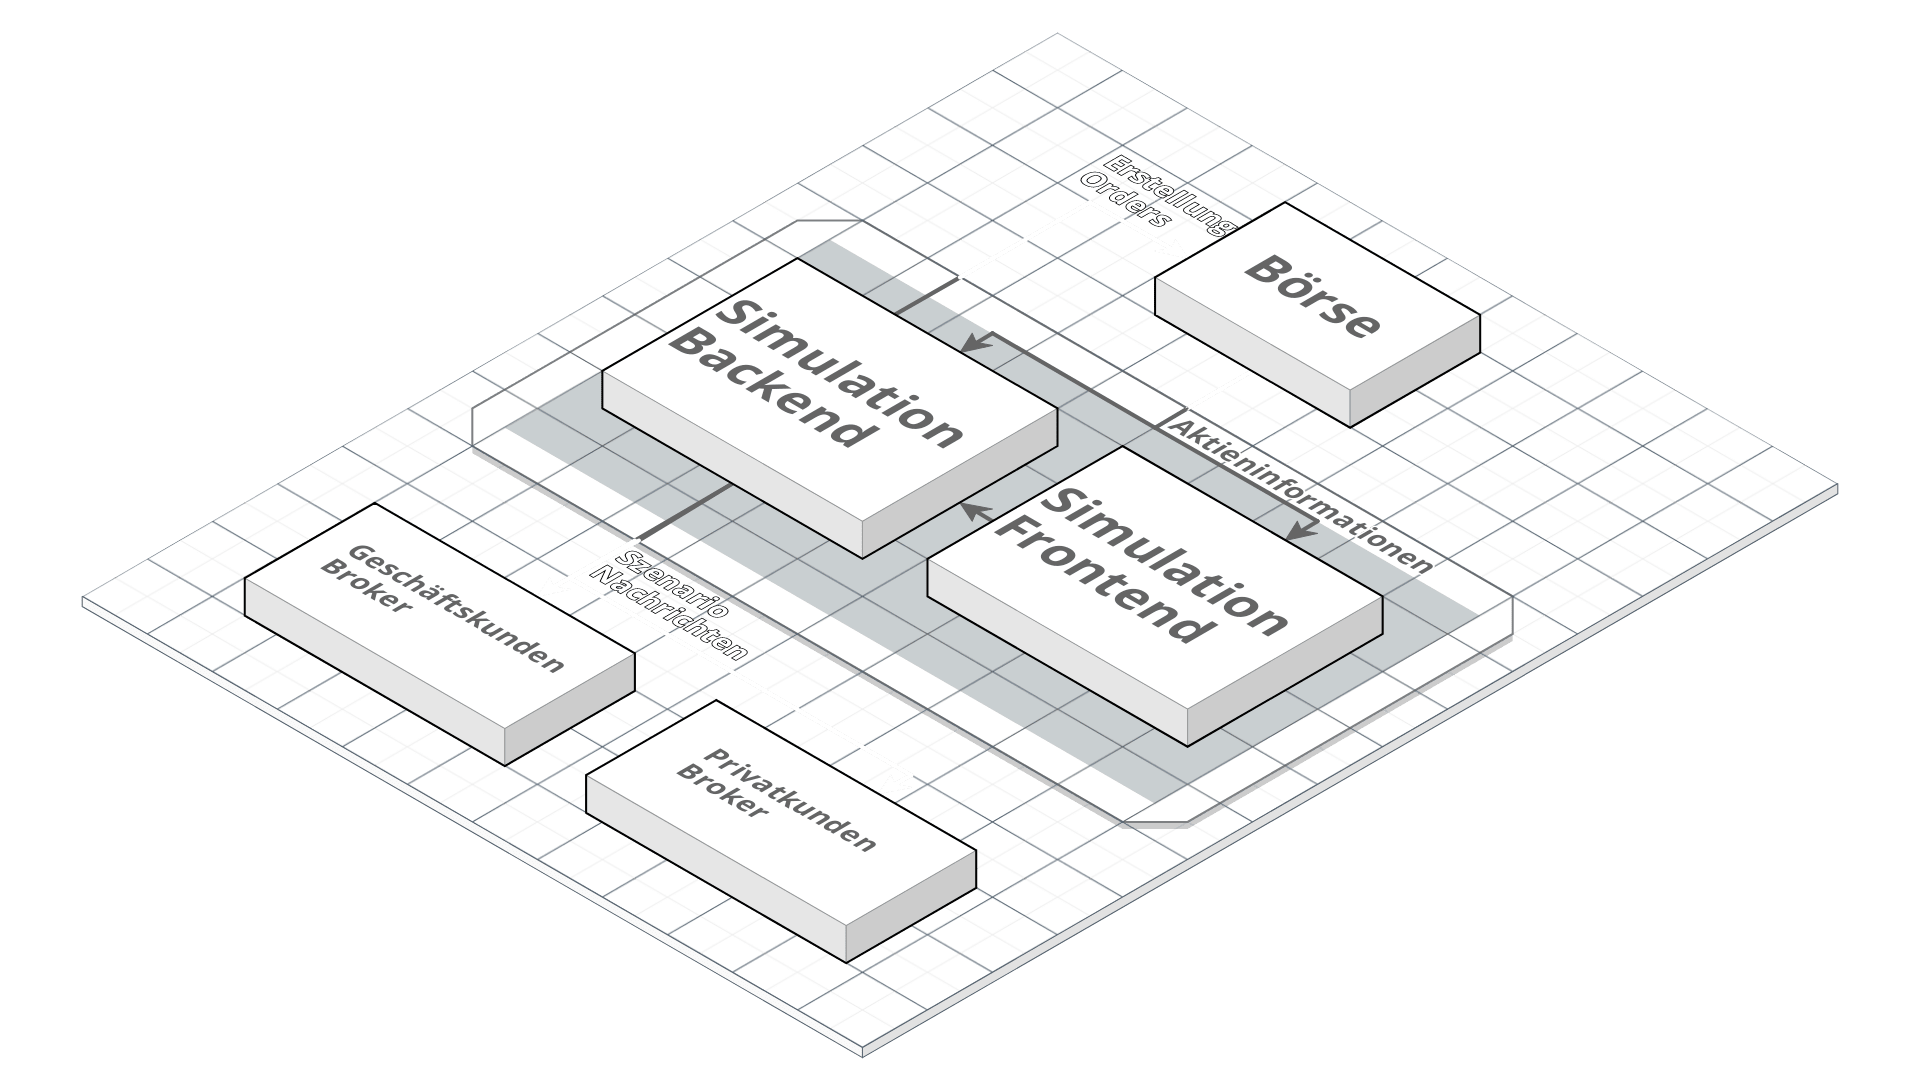 Erstellung
Orders
Börse
Simulation
Backend
Aktieninformationen
Simulation
Frontend
Szenario
Nachrichten
Geschäftskunden
Broker
Privatkunden
Broker